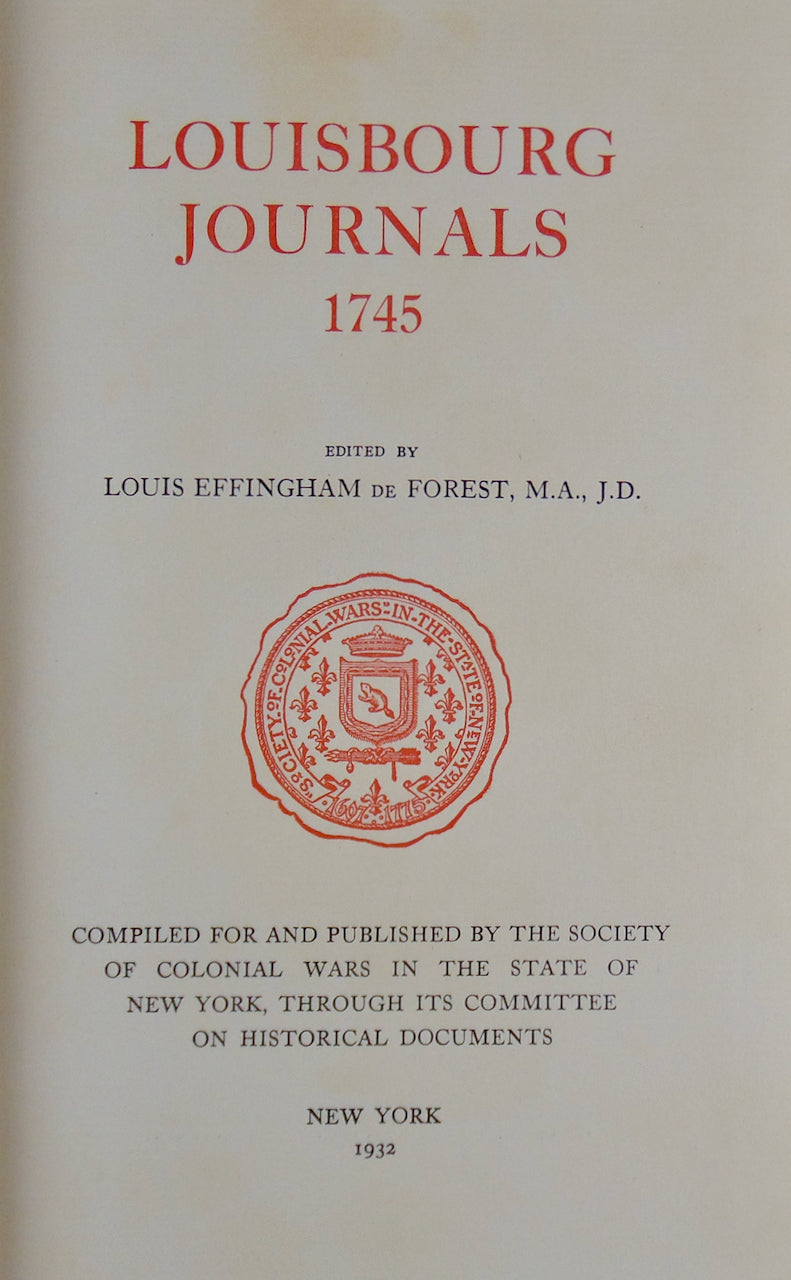 LOUISBOURG
JOURNALS
1745
EDITED BY
LOUIS EFFINGHAM DE FOREST, M.A., J.D.
SOCIETY·OF·COLONIAL·WARS·IN·THE·STATE·OF·NEW·YORK
·1607·1775·
COMPILED FOR AND PUBLISHED BY THE SOCIETY
OF COLONIAL WARS IN THE STATE OF
NEW YORK, THROUGH ITS COMMITTEE
ON HISTORICAL DOCUMENTS
NEW YORK
1932